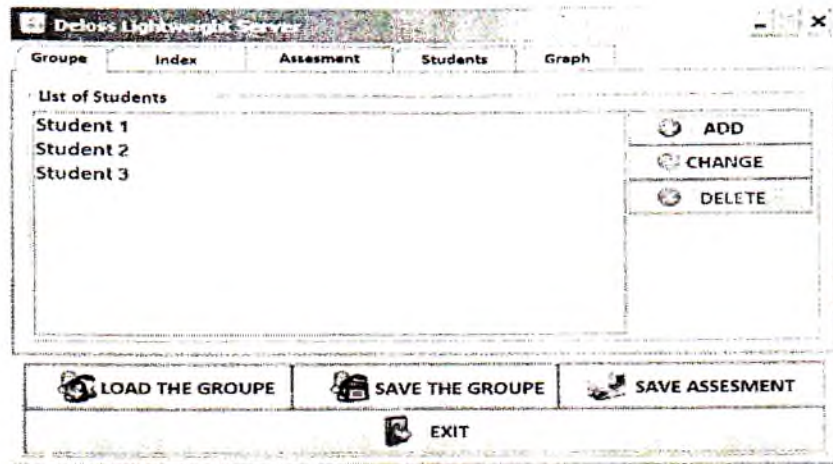 Deloss Lightweight Server
Groupe Index Assesment Students Graph
List of Students
Student 1
Student 2
Student 3
ADD
CHANGE
DELETE
LOAD THE GROUPE SAVE THE GROUPE SAVE ASSESMENT
EXIT